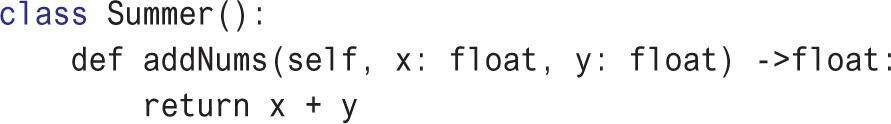 class Summer():
    def addNums(self, x: float, y: float) ->float:
        return x + y